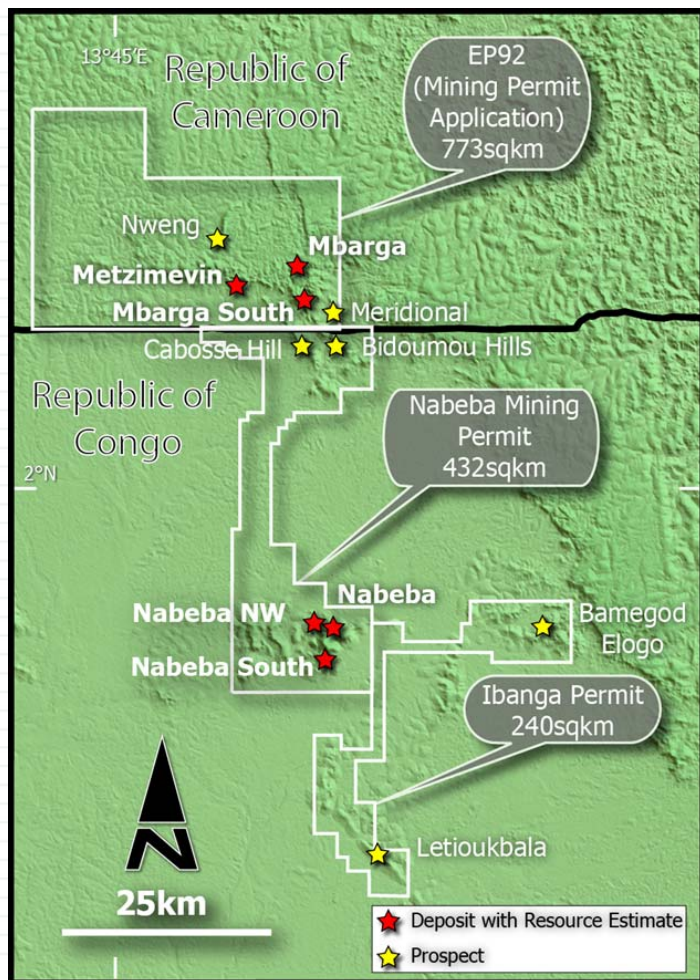 13°45'E
Republic of
Cameroon
EP92
(Mining Permit
Application)
773sqkm
Nweng
Mbarga
Metzimevin
Mbarga South
Meridional
Cabosse Hill
Bidoumou Hills
Republic of
Congo
Nabeba Mining
Permit
432sqkm
2°N
Nabeba
Nabeba NW
Bamegod
Elogo
Nabeba South
Ibanga Permit
240sqkm
N
Letioukbala
25km
Deposit with Resource Estimate
Prospect